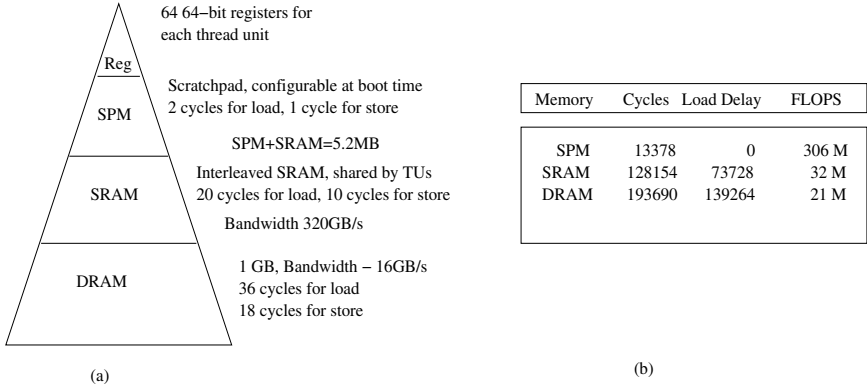 64 64−bit registers for
each thread unit
Reg
Scratchpad, configurable at boot time
2 cycles for load, 1 cycle for store
SPM
SPM+SRAM=5.2MB
Interleaved SRAM, shared by TUs
SRAM
20 cycles for load, 10 cycles for store
Bandwidth 320GB/s
1 GB, Bandwidth − 16GB/s
DRAM
36 cycles for load
18 cycles for store
(a)
Memory Cycles Load Delay FLOPS
SPM 13378 0 306 M
SRAM 128154 73728 32 M
DRAM 193690 139264 21 M
(b)